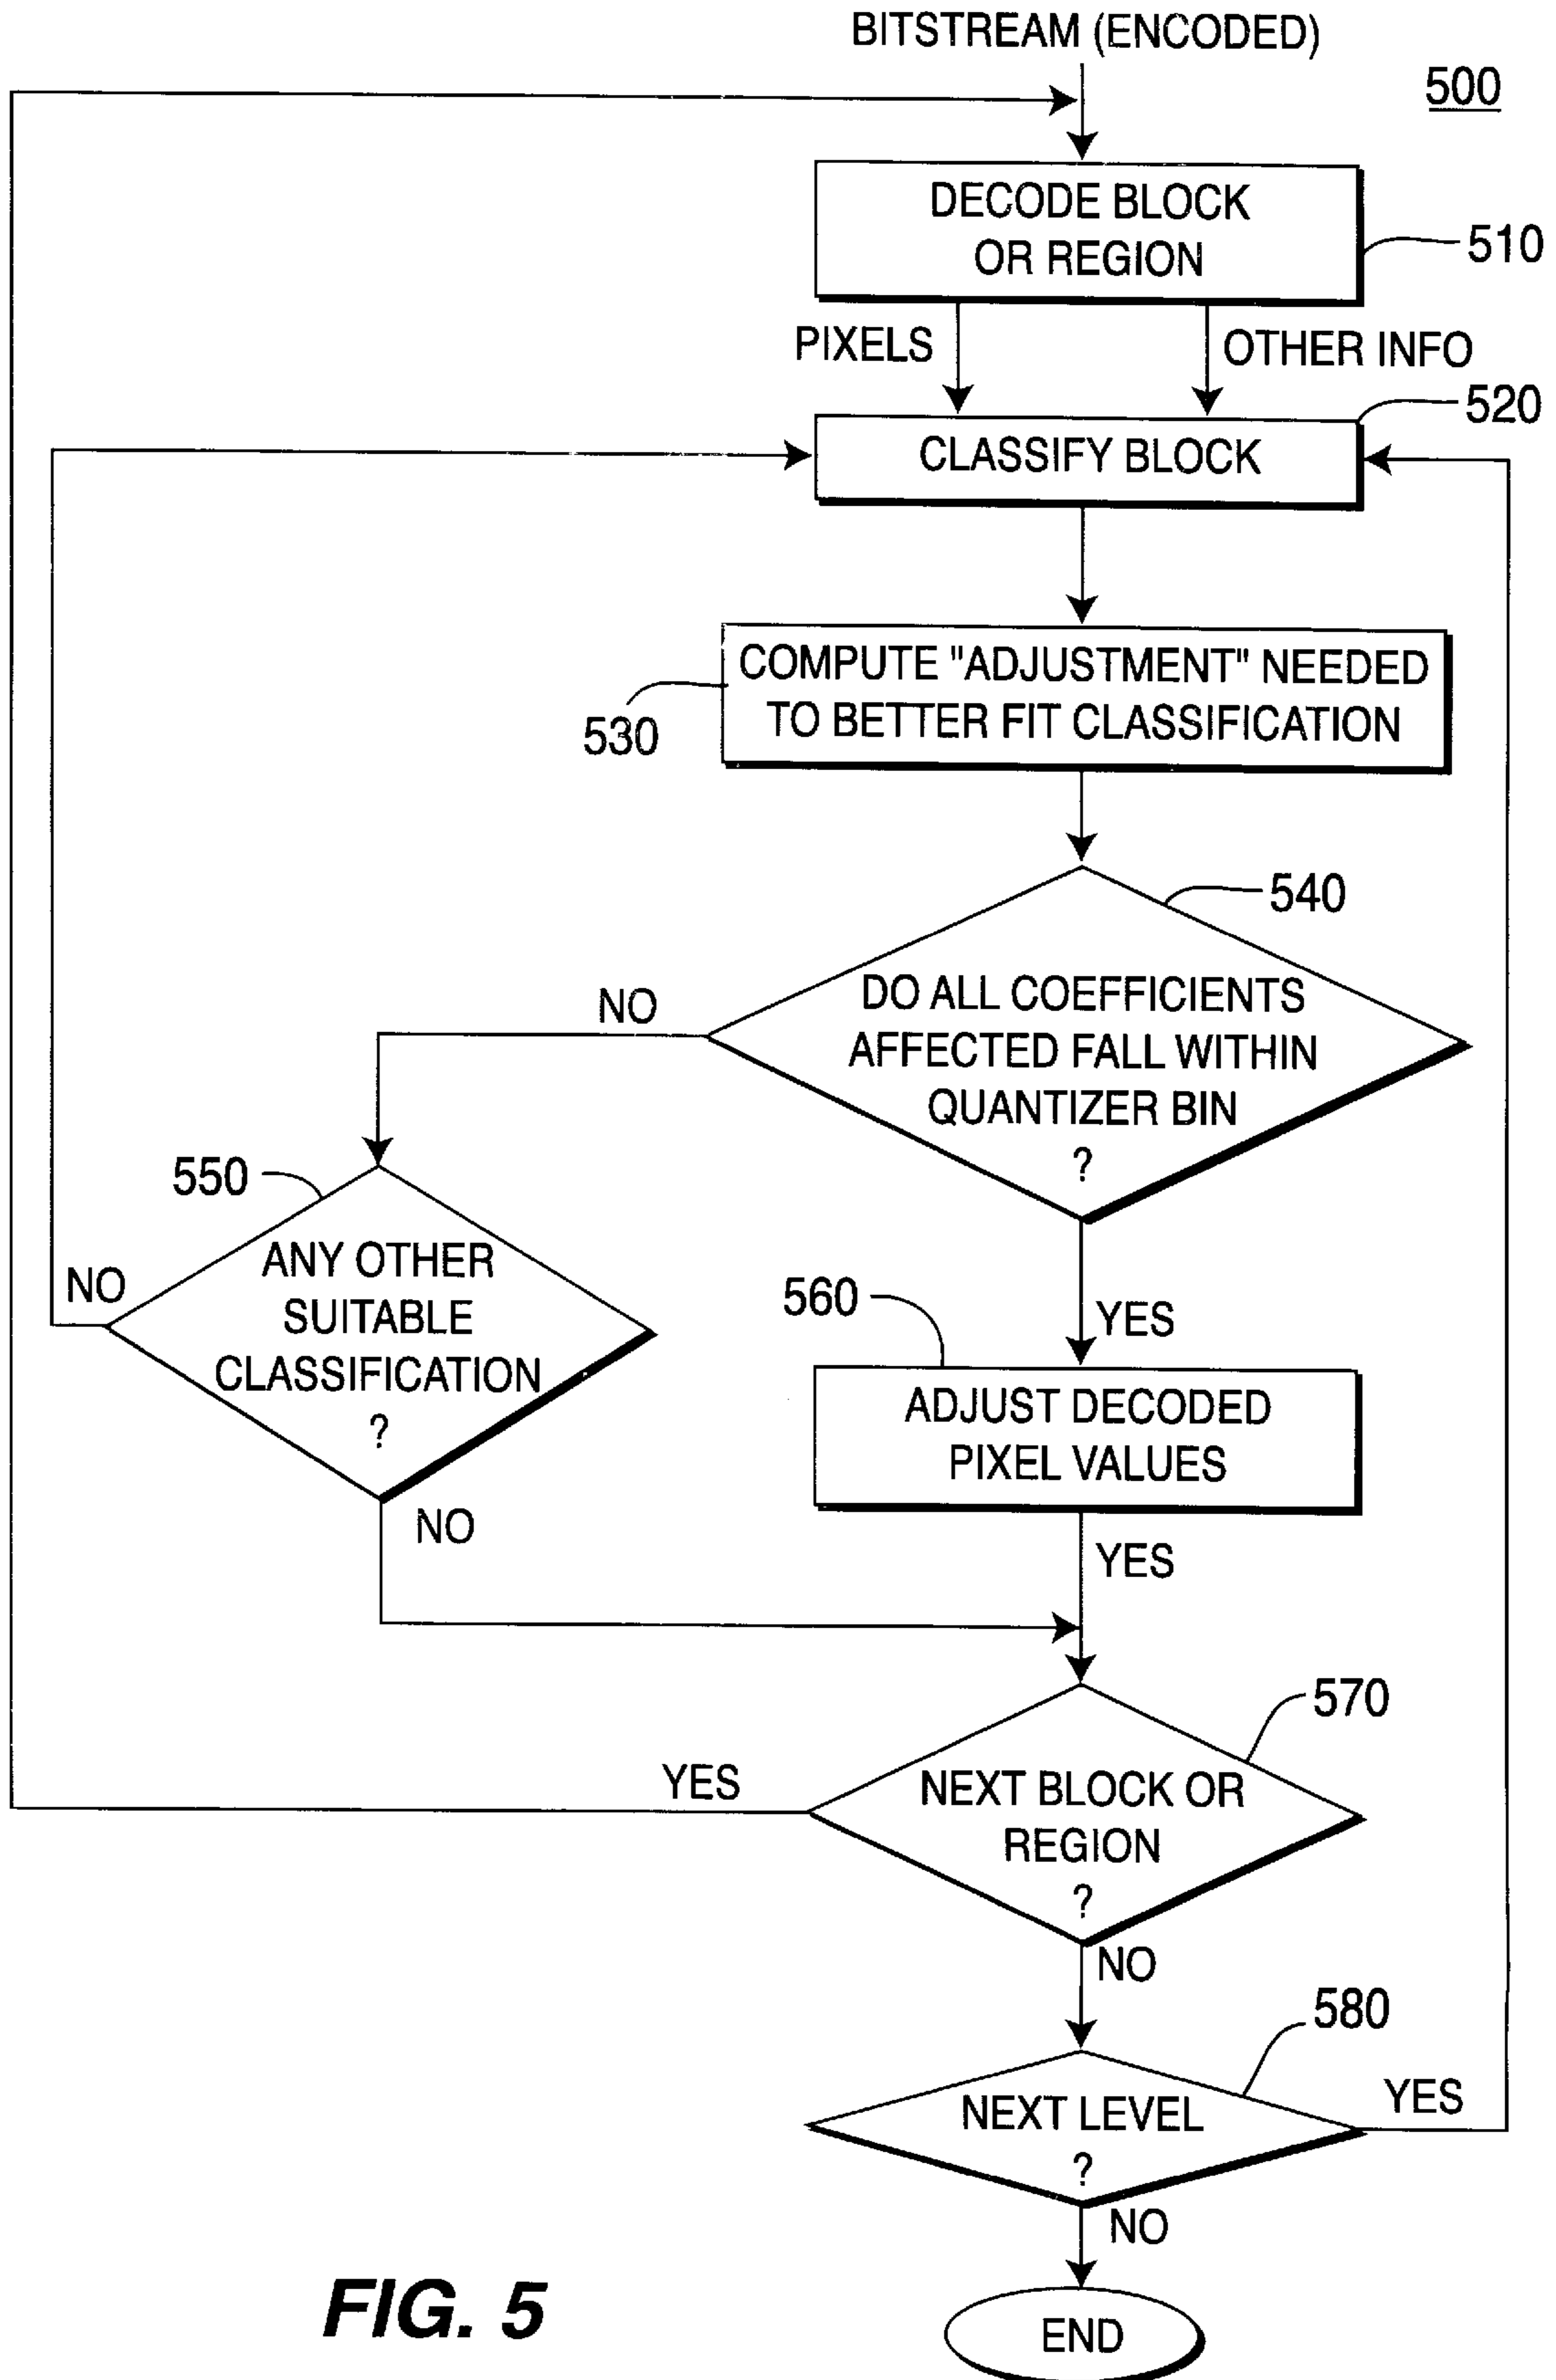 BITSTREAM (ENCODED)
500
DECODE BLOCK
OR REGION
510
PIXELS
OTHER INFO
520
CLASSIFY BLOCK
COMPUTE "ADJUSTMENT" NEEDED
TO BETTER FIT CLASSIFICATION
530
540
NO
DO ALL COEFFICIENTS
AFFECTED FALL WITHIN
QUANTIZER BIN
?
550
ANY OTHER
SUITABLE
CLASSIFICATION
?
NO
NO
560
YES
ADJUST DECODED
PIXEL VALUES
YES
570
YES
NEXT BLOCK OR
REGION
?
NO
580
NEXT LEVEL
?
YES
NO
END
FIG. 5